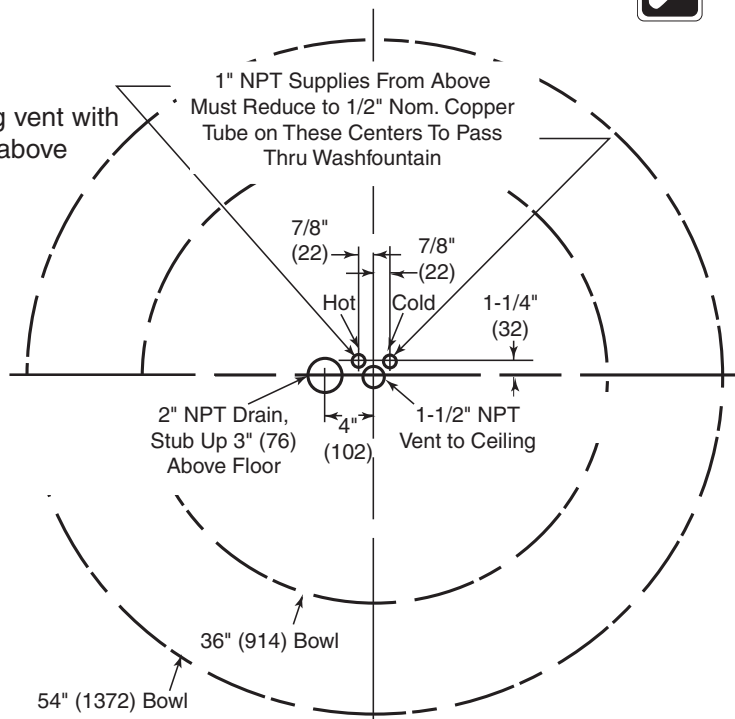 g vent with
above
1" NPT Supplies From Above
Must Reduce to 1/2" Nom. Copper
Tube on These Centers To Pass
Thru Washfountain
7/8"
(22)
7/8"
(22)
Hot
Cold
1-1/4"
(32)
2" NPT Drain,
Stub Up 3" (76)
Above Floor
4"
(102)
1-1/2" NPT
Vent to Ceiling
36" (914) Bowl
54" (1372) Bowl